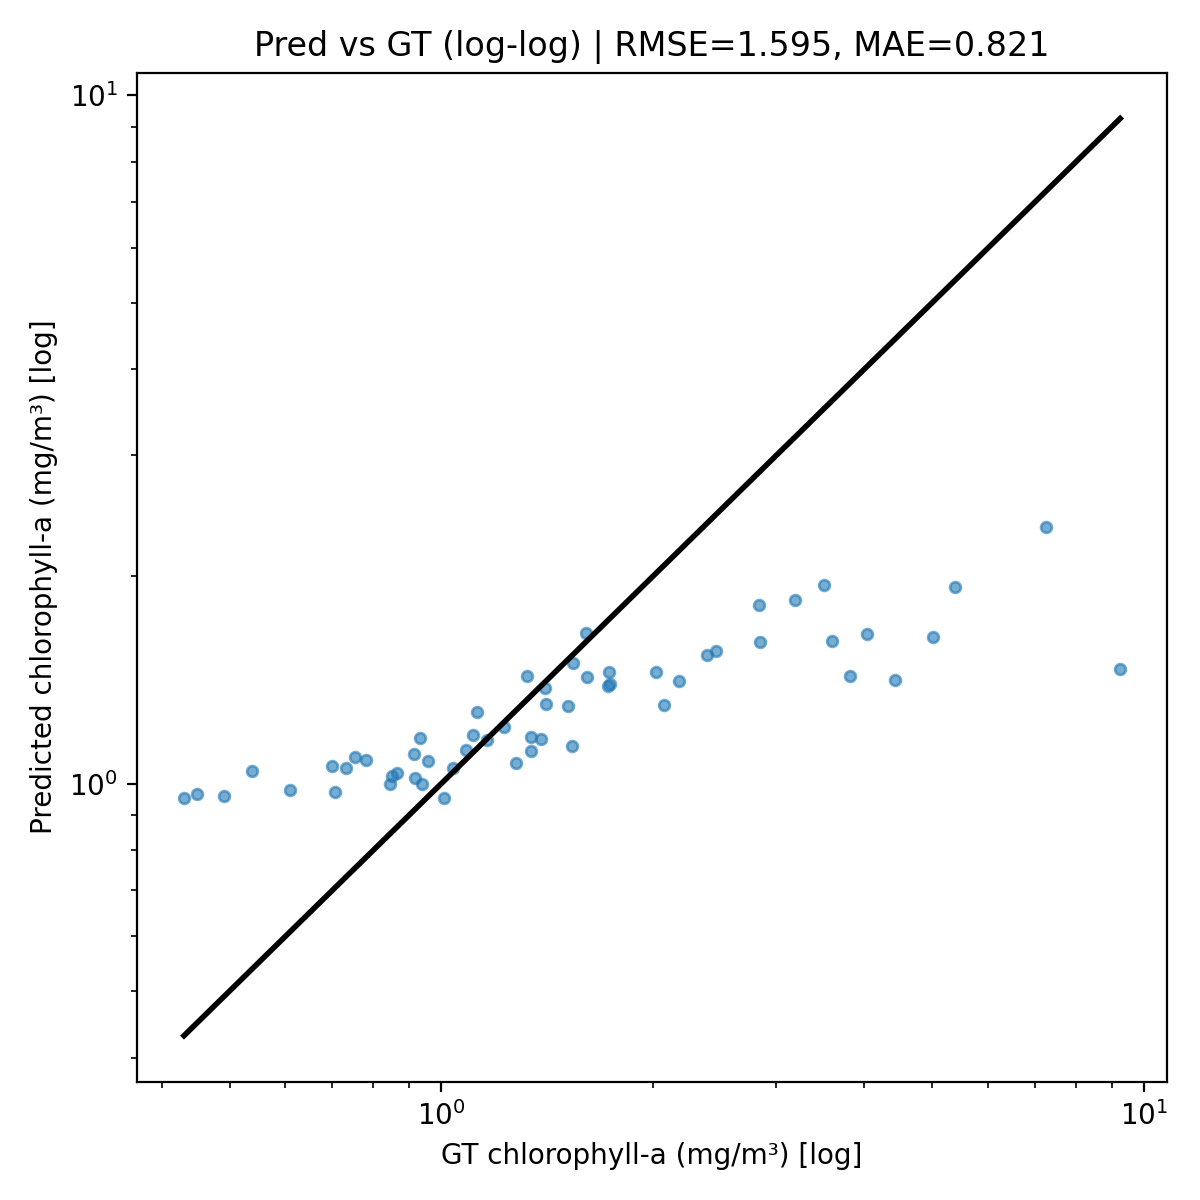 Pred vs GT (log-log) | RMSE=1.595, MAE=0.821
10¹
10⁰
Predicted chlorophyll-a (mg/m³) [log]
10⁰
10¹
GT chlorophyll-a (mg/m³) [log]